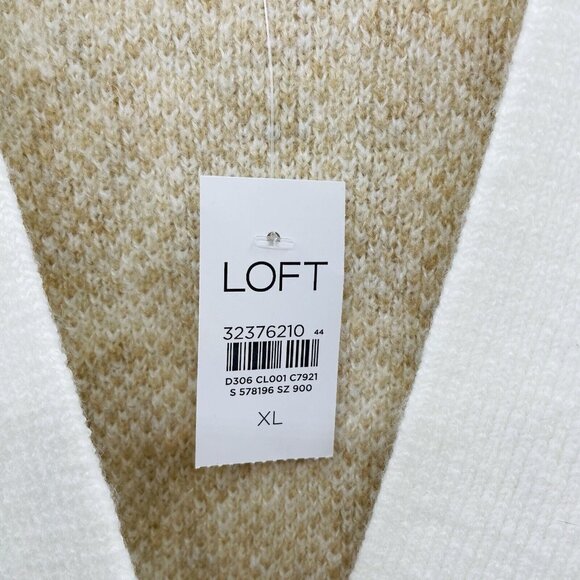 LOFT
32376210 44
D306 CL001 C7921
S 578196 SZ 900
XL